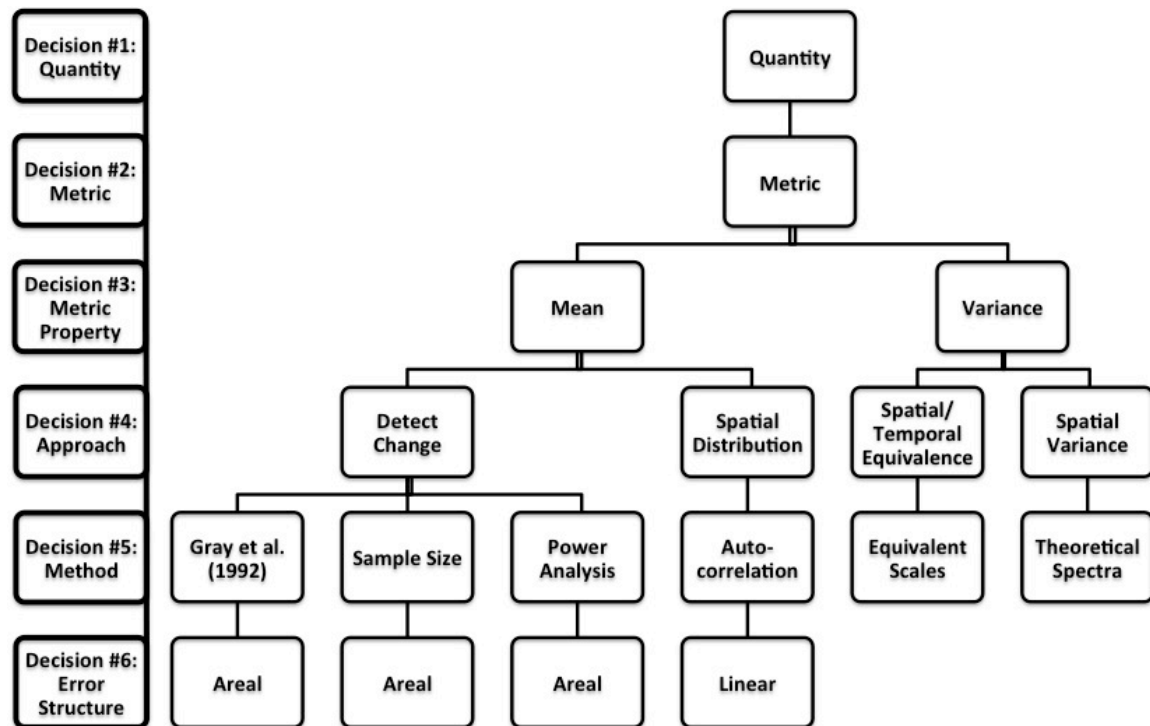 Decision #1:
Quantity
Quantity
Decision #2:
Metric
Metric
Decision #3:
Metric
Property
Mean
Variance
Decision #4:
Approach
Detect
Change
Spatial
Distribution
Spatial/
Temporal
Equivalence
Spatial
Variance
Decision #5:
Method
Gray et al.
(1992)
Sample Size
Power
Analysis
Auto-
correlation
Equivalent
Scales
Theoretical
Spectra
Decision #6:
Error
Structure
Areal
Areal
Areal
Linear